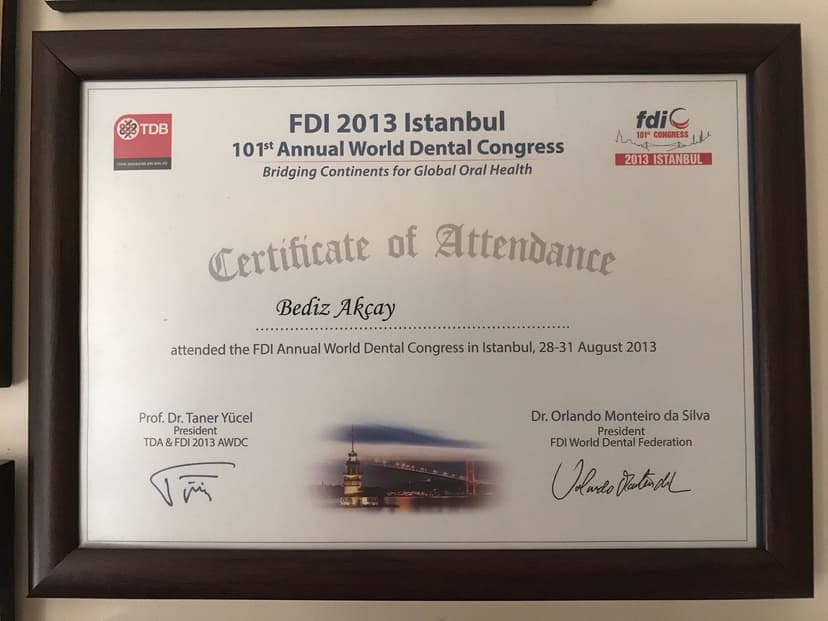 TDB
FDI 2013 Istanbul
101st Annual World Dental Congress
Bridging Continents for Global Oral Health
fdi
101st CONGRESS
2013 ISTANBUL
Certificate of Attendance
Bediz Akçay
attended the FDI Annual World Dental Congress in Istanbul, 28-31 August 2013
Prof. Dr. Taner Yücel
President
TDA & FDI 2013 AWDC
Dr. Orlando Monteiro da Silva
President
FDI World Dental Federation